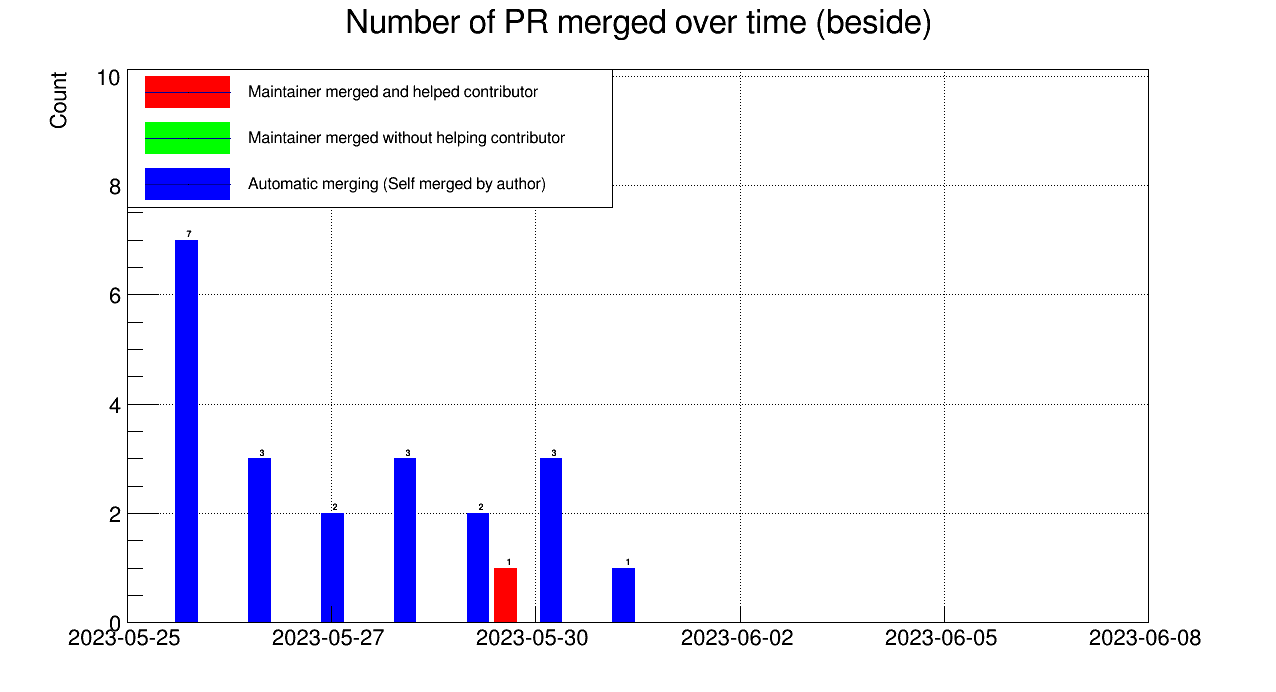 Number of PR merged over time (beside)
Count
10
8
6
4
2
0
Maintainer merged and helped contributor
Maintainer merged without helping contributor
Automatic merging (Self merged by author)
7
3
2
3
2
1
3
1
2023-05-25 2023-05-27 2023-05-30 2023-06-02 2023-06-05 2023-06-08